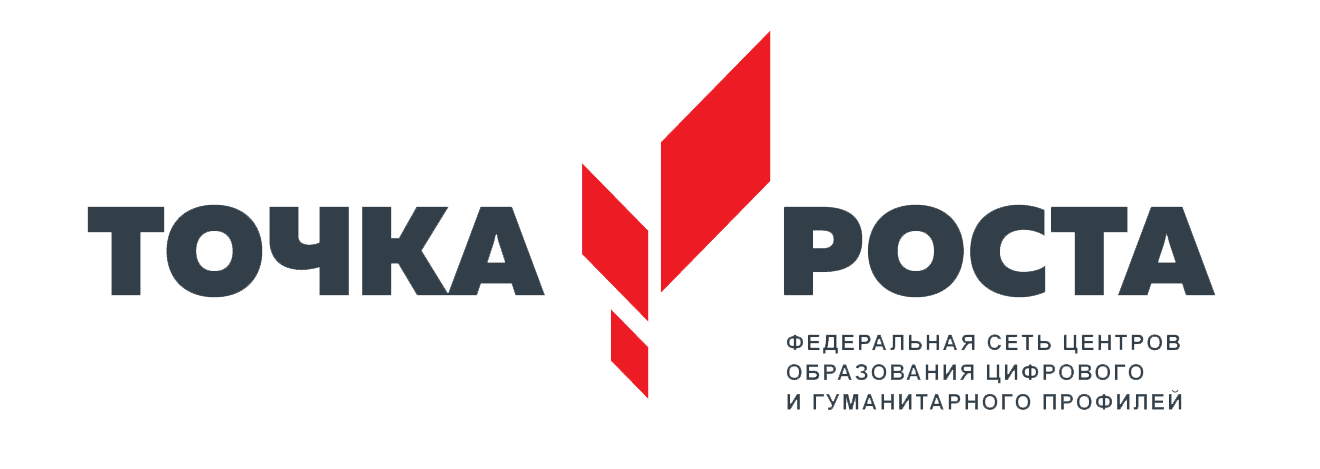 ТОЧКА РОСТА
ФЕДЕРАЛЬНАЯ СЕТЬ ЦЕНТРОВ
ОБРАЗОВАНИЯ ЦИФРОВОГО
И ГУМАНИТАРНОГО ПРОФИЛЕЙ